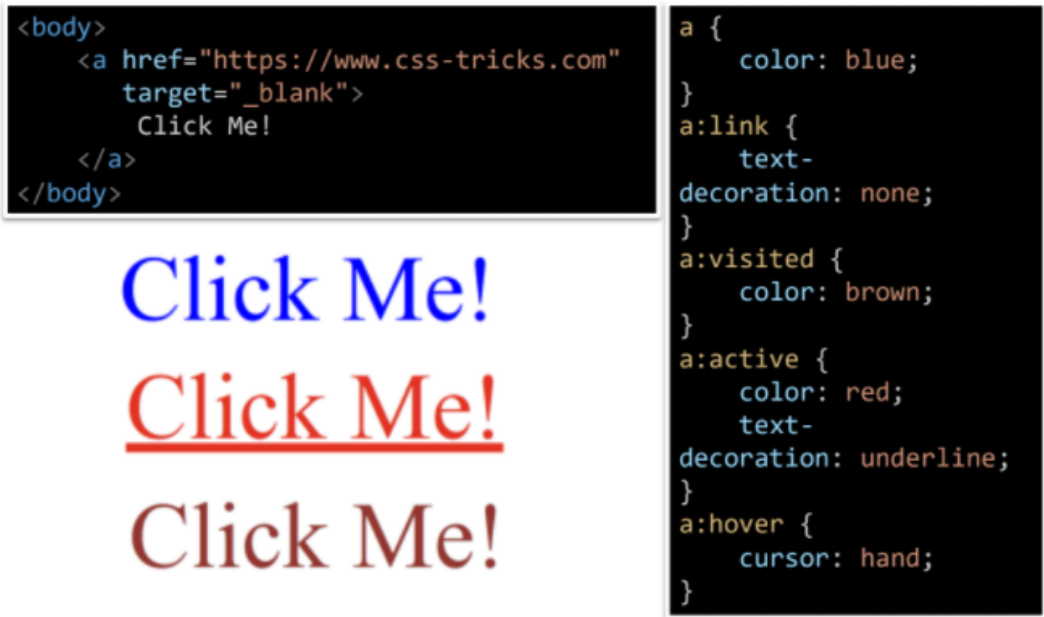 <body>
<a href="https://www.css-tricks.com"
target="_blank">
Click Me!
</a>
</body>
Click Me!
Click Me!
Click Me!
a {
color: blue;
}
a:link {
text-
decoration: none;
}
a:visited {
color: brown;
}
a:active {
color: red;
text-
decoration: underline;
}
a:hover {
cursor: hand;
}